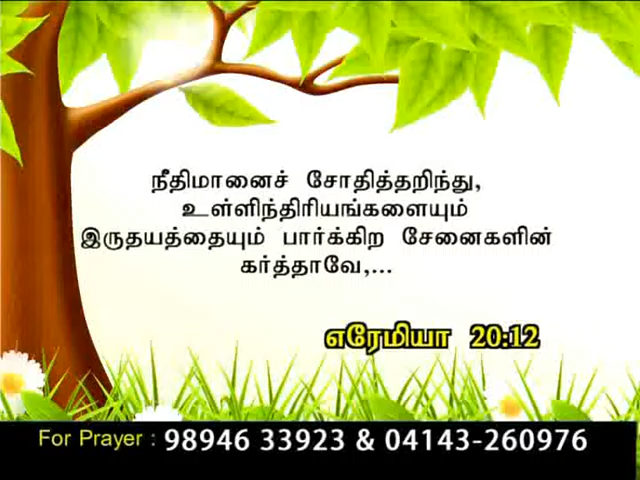 நீதிமானைச் சோதித்தறிந்து,
உள்ளிந்திரியங்களையும்
இருதயத்தையும் பார்க்கிற சேனைகளின்
கர்த்தாவே,...
எரேமியா 20:12
For Prayer : 98946 33923 & 04143-260976